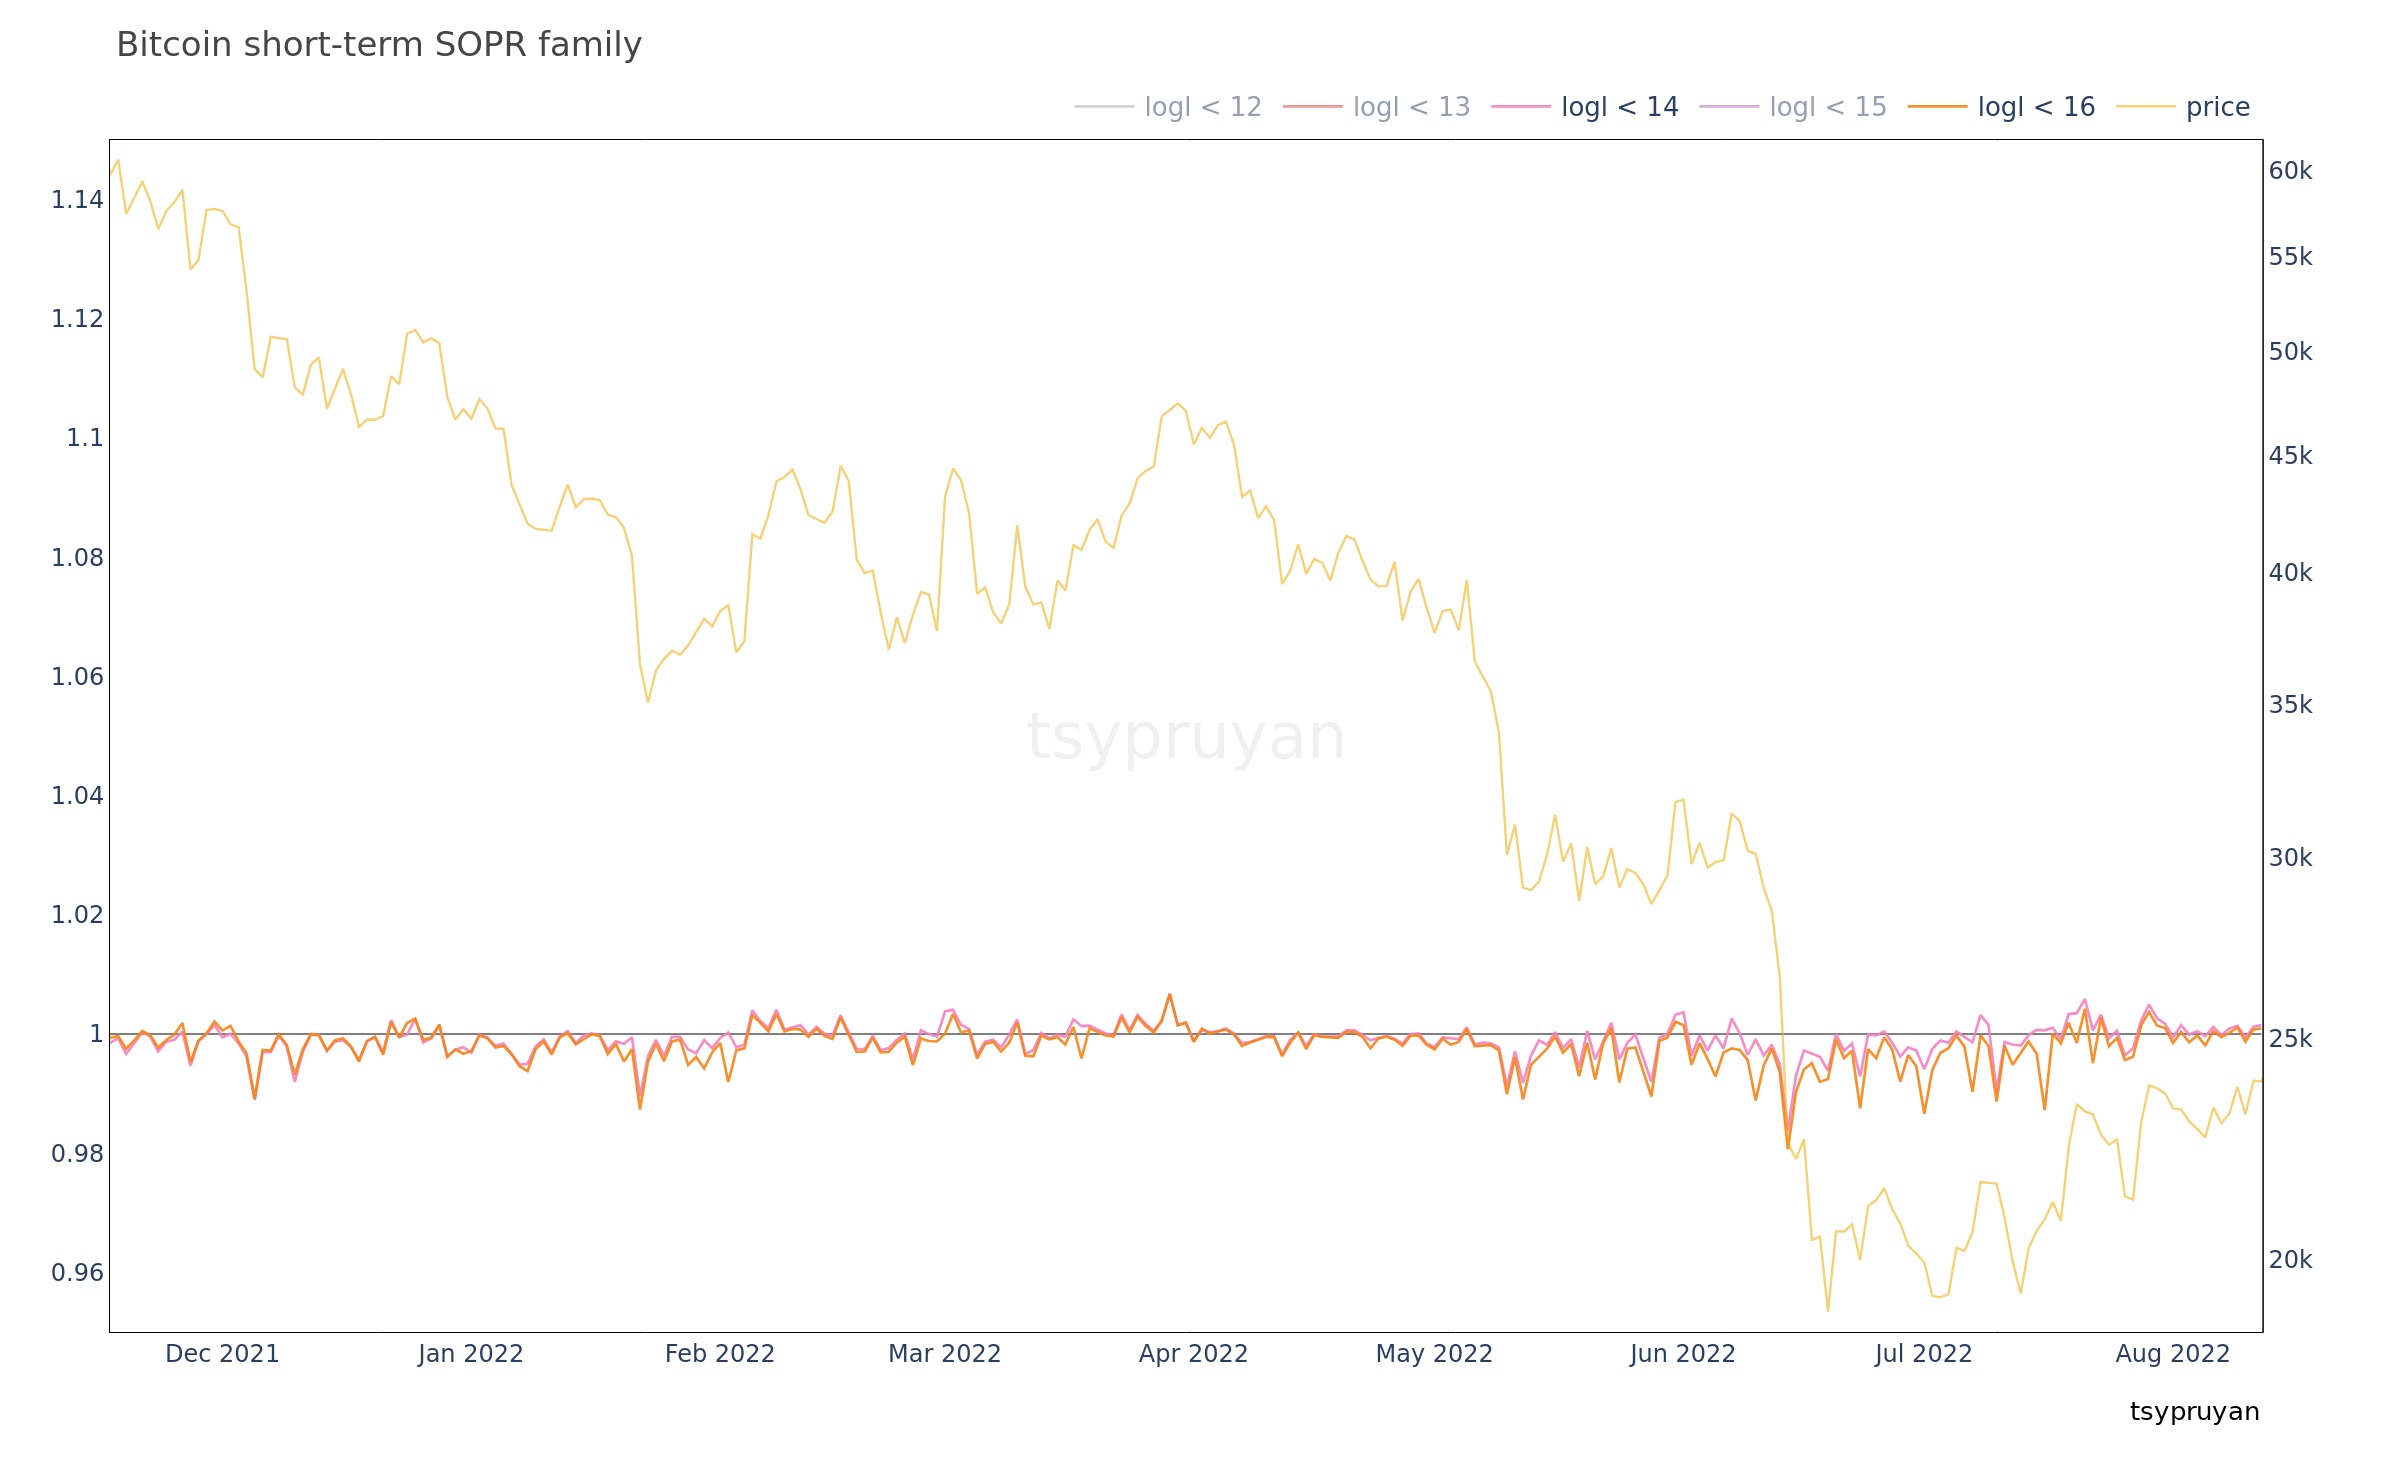 Bitcoin short-term SOPR family
logl < 12 logl < 13 logl < 14 logl < 15 logl < 16 price
1.14
1.12
1.1
1.08
1.06
1.04
1.02
1
0.98
0.96
60k
55k
50k
45k
40k
35k
30k
25k
20k
tsypruyan
Dec 2021 Jan 2022 Feb 2022 Mar 2022 Apr 2022 May 2022 Jun 2022 Jul 2022 Aug 2022
tsypruyan